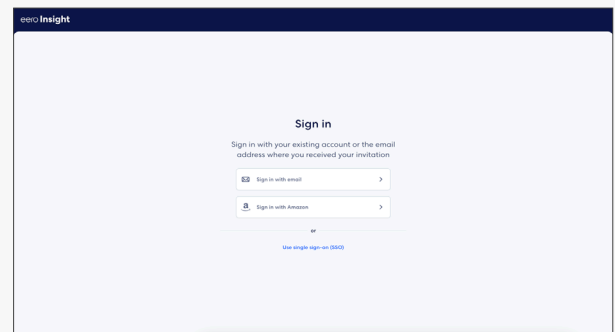 eero Insight
Sign in
Sign in with your existing account or the email
address where you received your invitation
Sign in with email
a Sign in with Amazon
or
Use single sign-on (SSO)